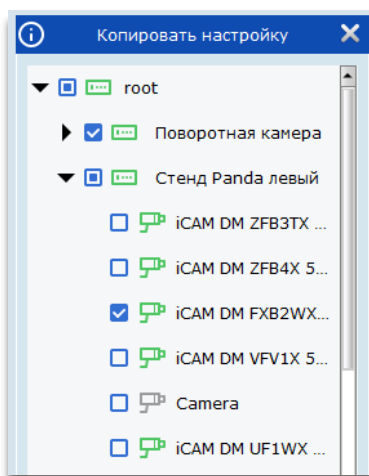 Копировать настройку
root
Поворотная камера
Стенд Panda левый
iCAM DM ZFB3TX ...
iCAM DM ZFB4X 5...
iCAM DM FXB2WX...
iCAM DM VFV1X 5...
Camera
iCAM DM UF1WX ...